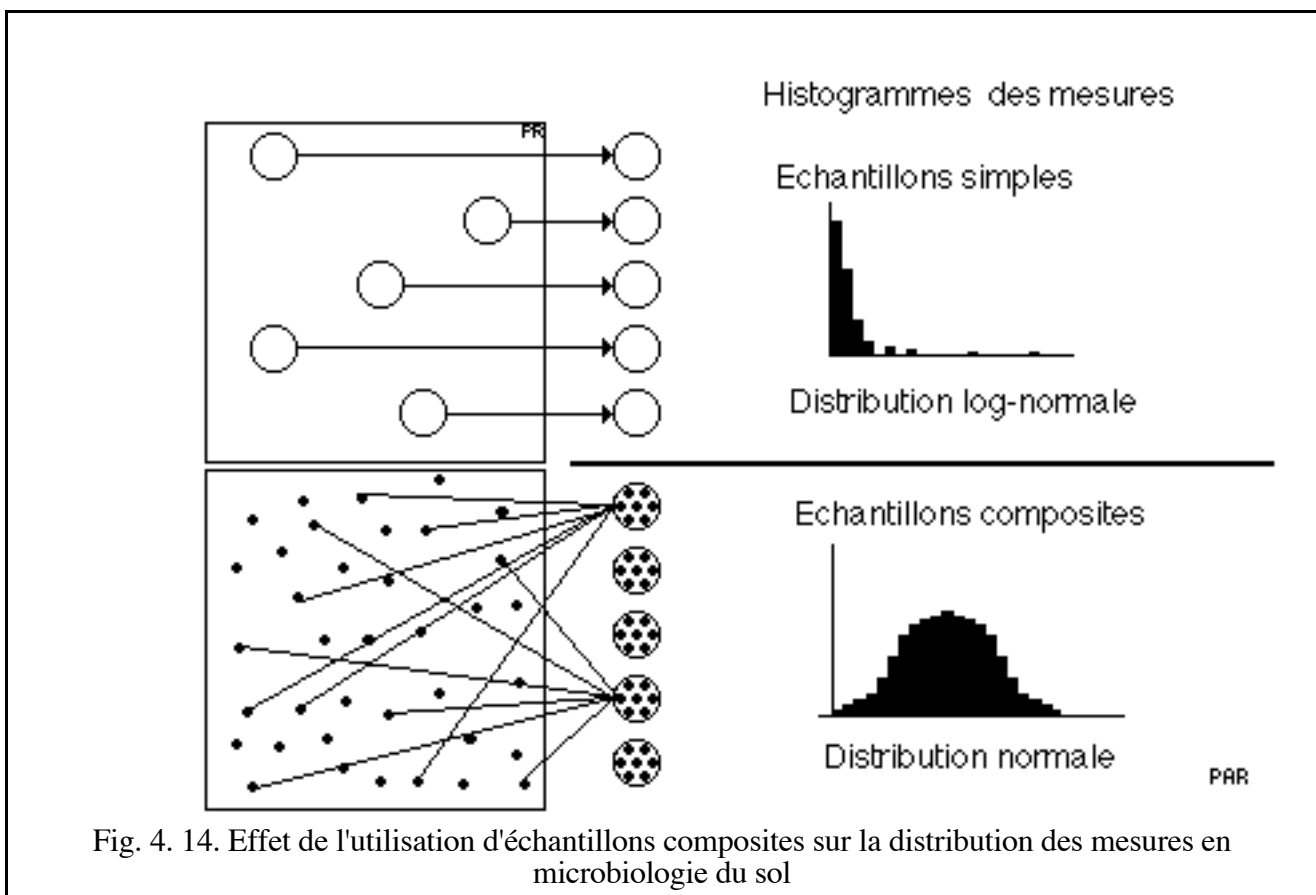 Histogrammes des mesures
PR
Echantillons simples
Distribution log-normale
Echantillons composites
Distribution normale
PAR
Fig. 4. 14. Effet de l'utilisation d'échantillons composites sur la distribution des mesures en
microbiologie du sol